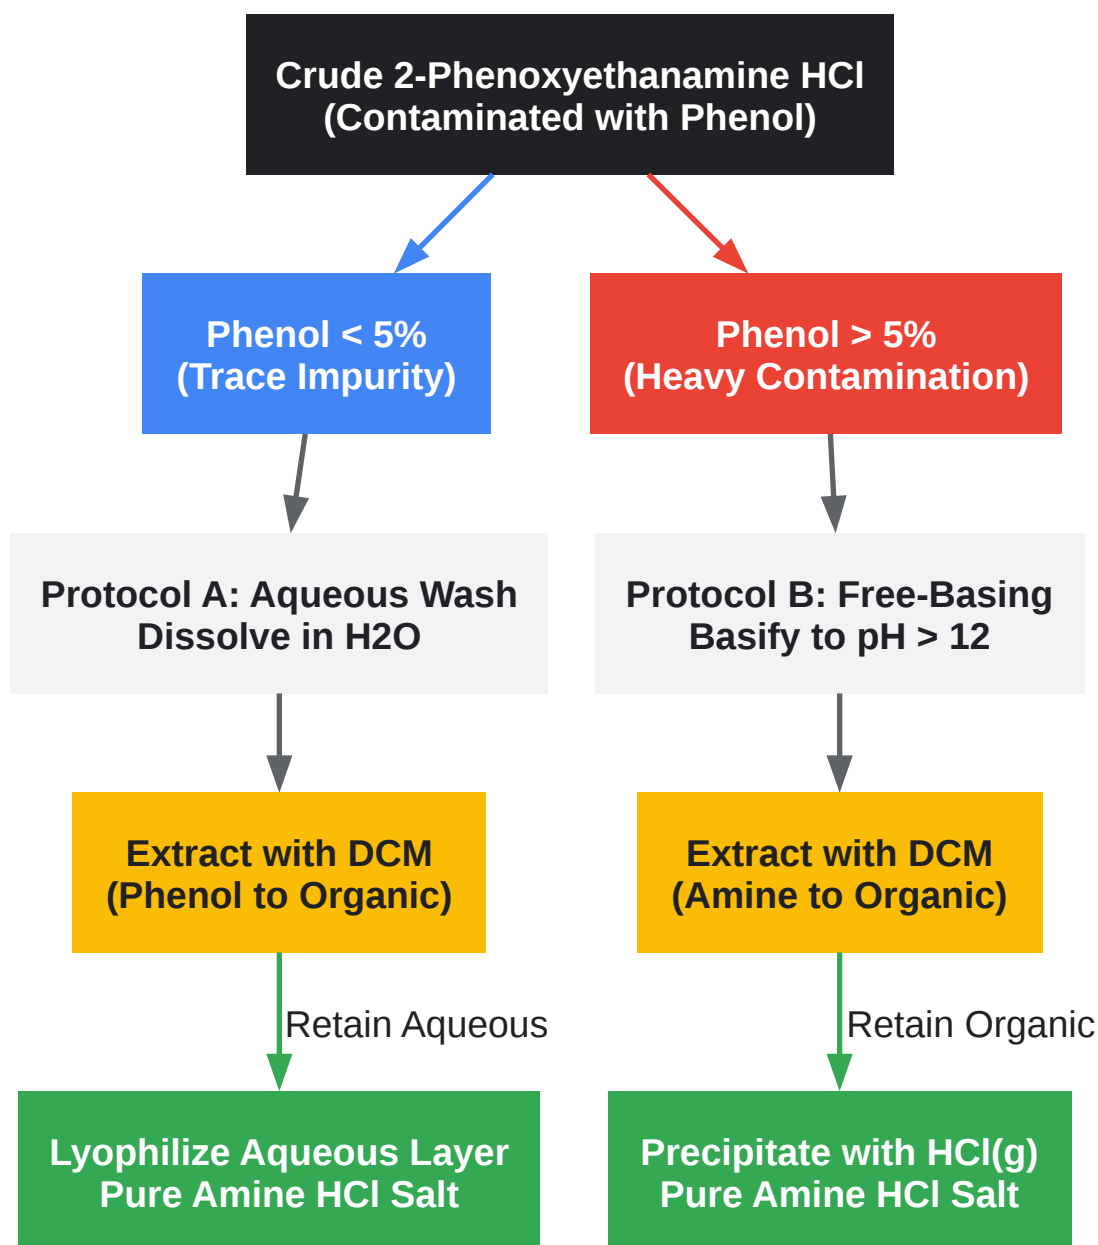 Crude 2-Phenoxyethanamine HCl
(Contaminated with Phenol)
Phenol < 5%
(Trace Impurity)
Phenol > 5%
(Heavy Contamination)
Protocol A: Aqueous Wash
Dissolve in H2O
Protocol B: Free-Basing
Basify to pH > 12
Extract with DCM
(Phenol to Organic)
Extract with DCM
(Amine to Organic)
Retain Aqueous
Retain Organic
Lyophilize Aqueous Layer
Pure Amine HCl Salt
Precipitate with HCl(g)
Pure Amine HCl Salt